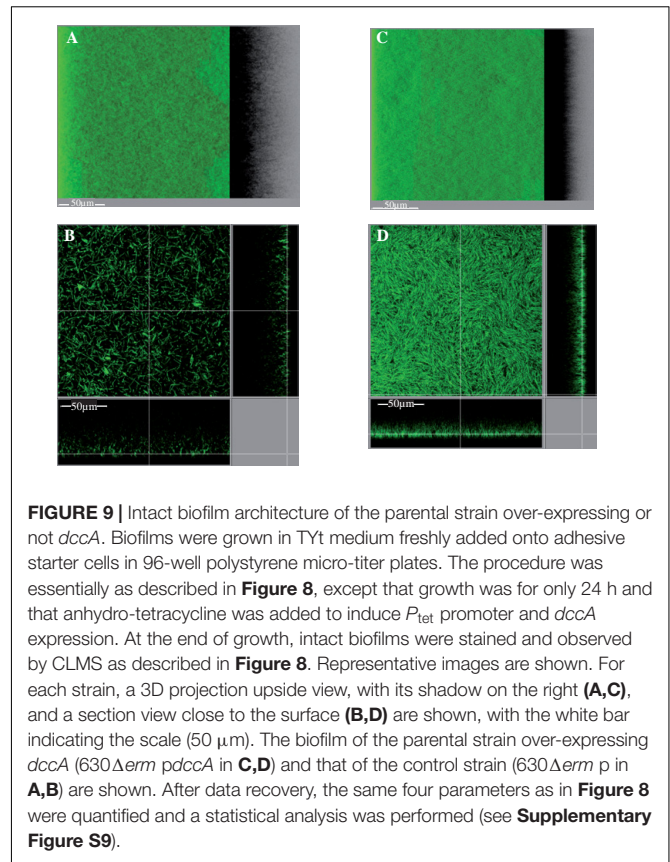 A
C
50µm
50µm
B
D
50µm
50µm
FIGURE 9 | Intact biofilm architecture of the parental strain over-expressing or
not dccA. Biofilms were grown in TYt medium freshly added onto adhesive
starter cells in 96-well polystyrene micro-titer plates. The procedure was
essentially as described in Figure 8, except that growth was for only 24 h and
that anhydro-tetracycline was added to induce Ptet promoter and dccA
expression. At the end of growth, intact biofilms were stained and observed
by CLMS as described in Figure 8. Representative images are shown. For
each strain, a 3D projection upside view, with its shadow on the right (A,C),
and a section view close to the surface (B,D) are shown, with the white bar
indicating the scale (50 µm). The biofilm of the parental strain over-expressing
dccA (630Δerm pdccA in C,D) and that of the control strain (630Δerm p in
A,B) are shown. After data recovery, the same four parameters as in Figure 8
were quantified and a statistical analysis was performed (see Supplementary
Figure S9).